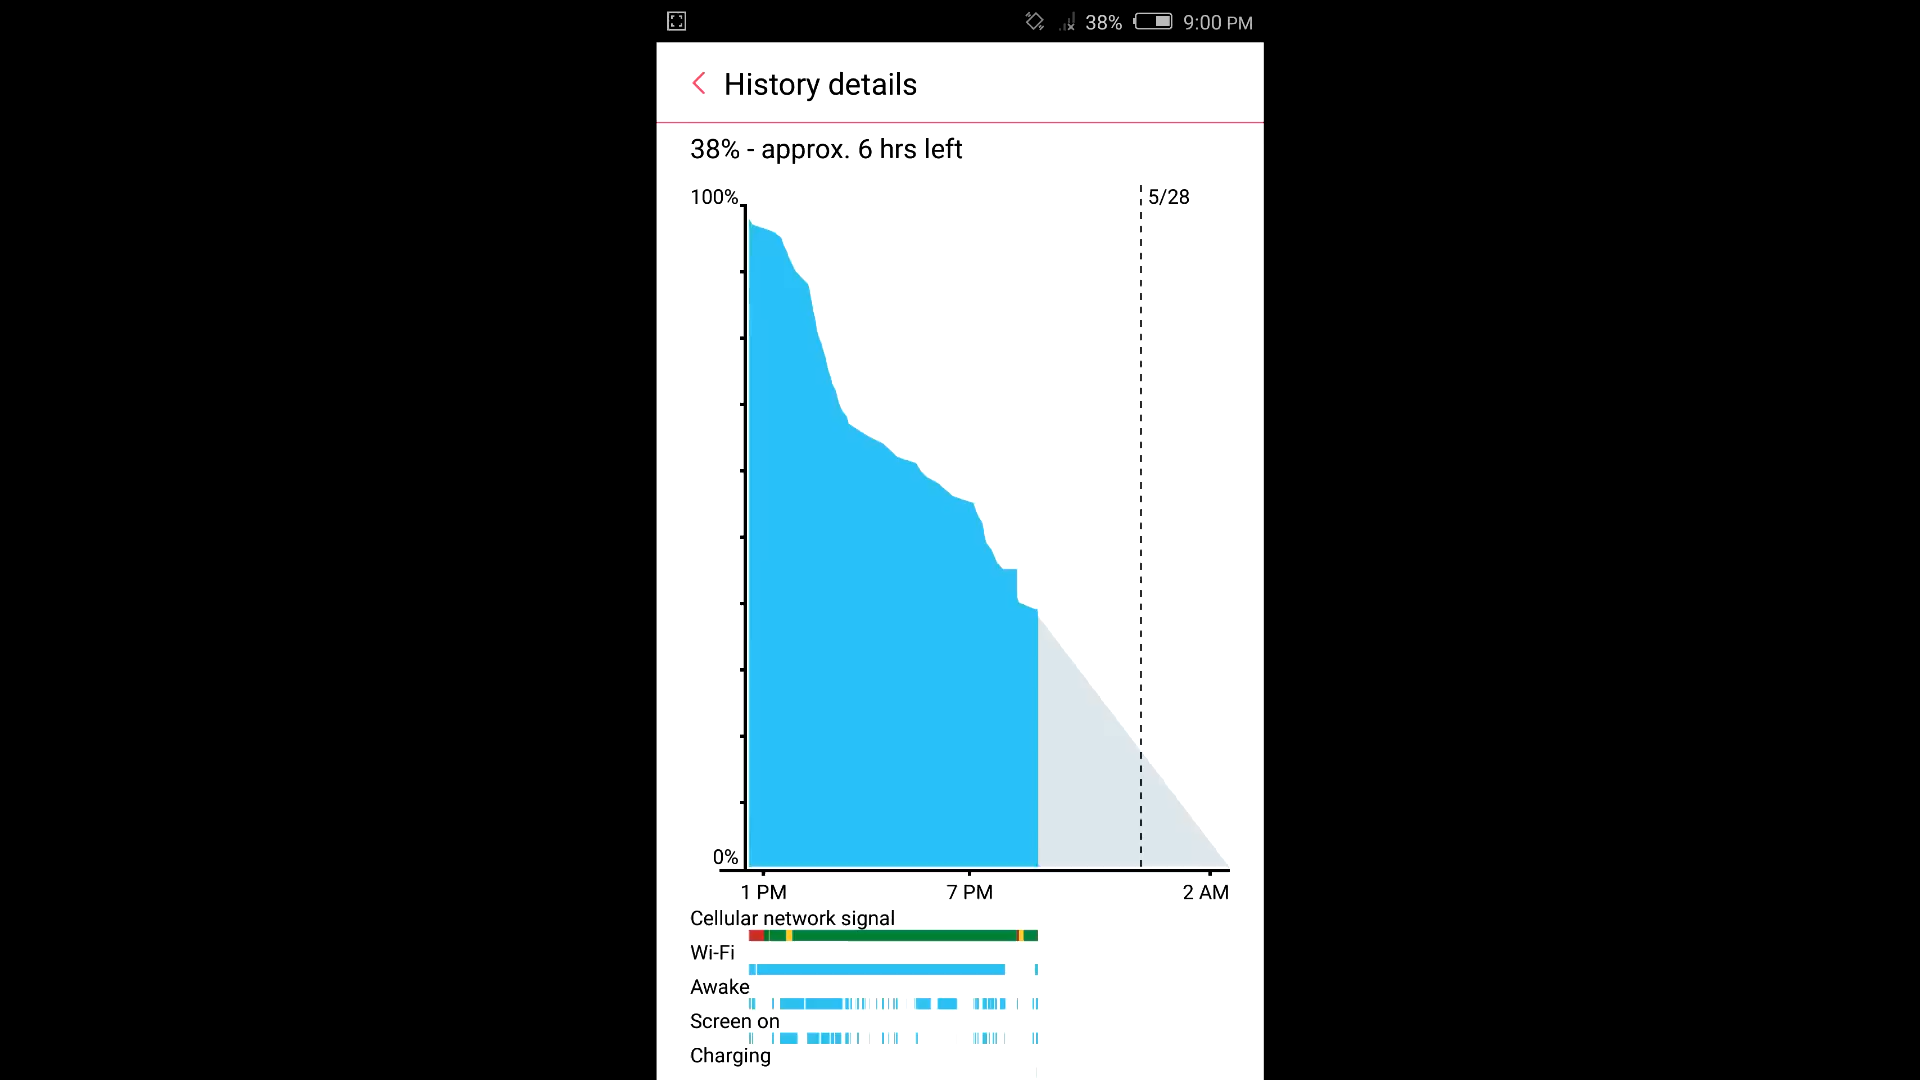 38% 9:00 PM
History details
38% - approx. 6 hrs left
100%
5/28
0%
1 PM 7 PM 2 AM
Cellular network signal
Wi-Fi
Awake
Screen on
Charging